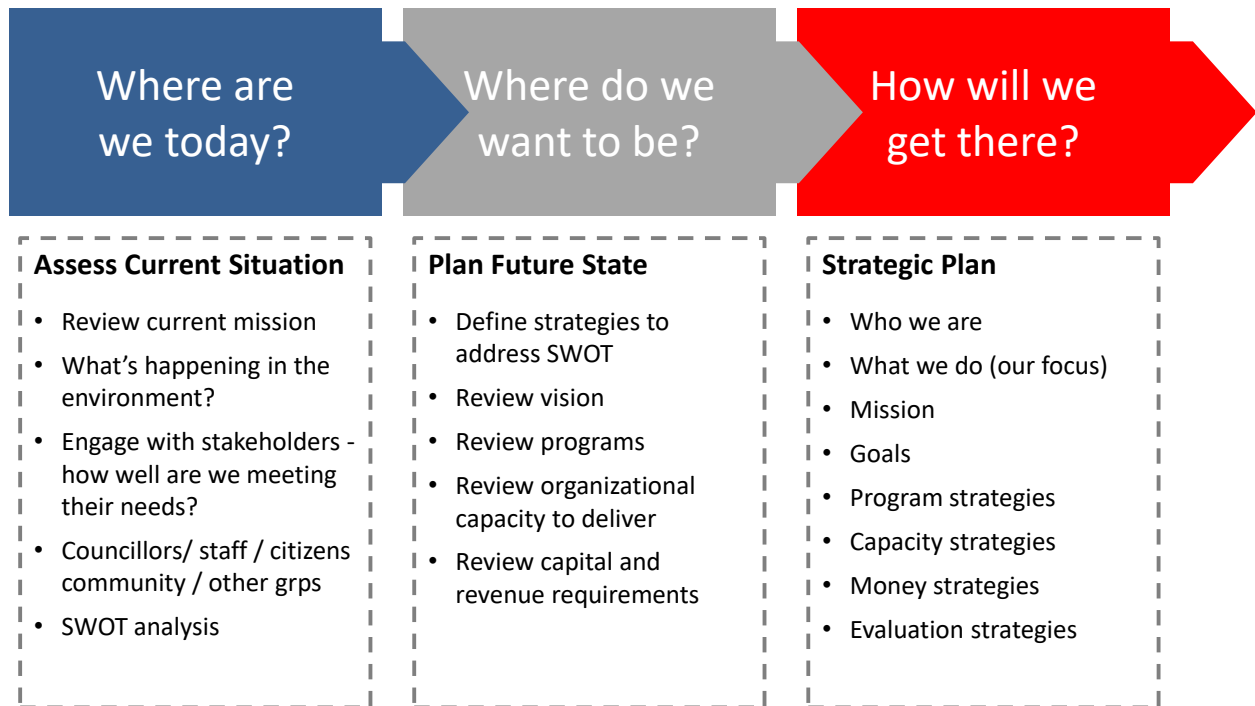 Where are
we today?
Where do we
want to be?
How will we
get there?
Assess Current Situation
• Review current mission
• What's happening in the
environment?
• Engage with stakeholders -
how well are we meeting
their needs?
• Councillors/ staff / citizens
community / other grps
• SWOT analysis
Plan Future State
• Define strategies to
address SWOT
• Review vision
• Review programs
• Review organizational
capacity to deliver
• Review capital and
revenue requirements
Strategic Plan
• Who we are
• What we do (our focus)
• Mission
• Goals
• Program strategies
• Capacity strategies
• Money strategies
• Evaluation strategies